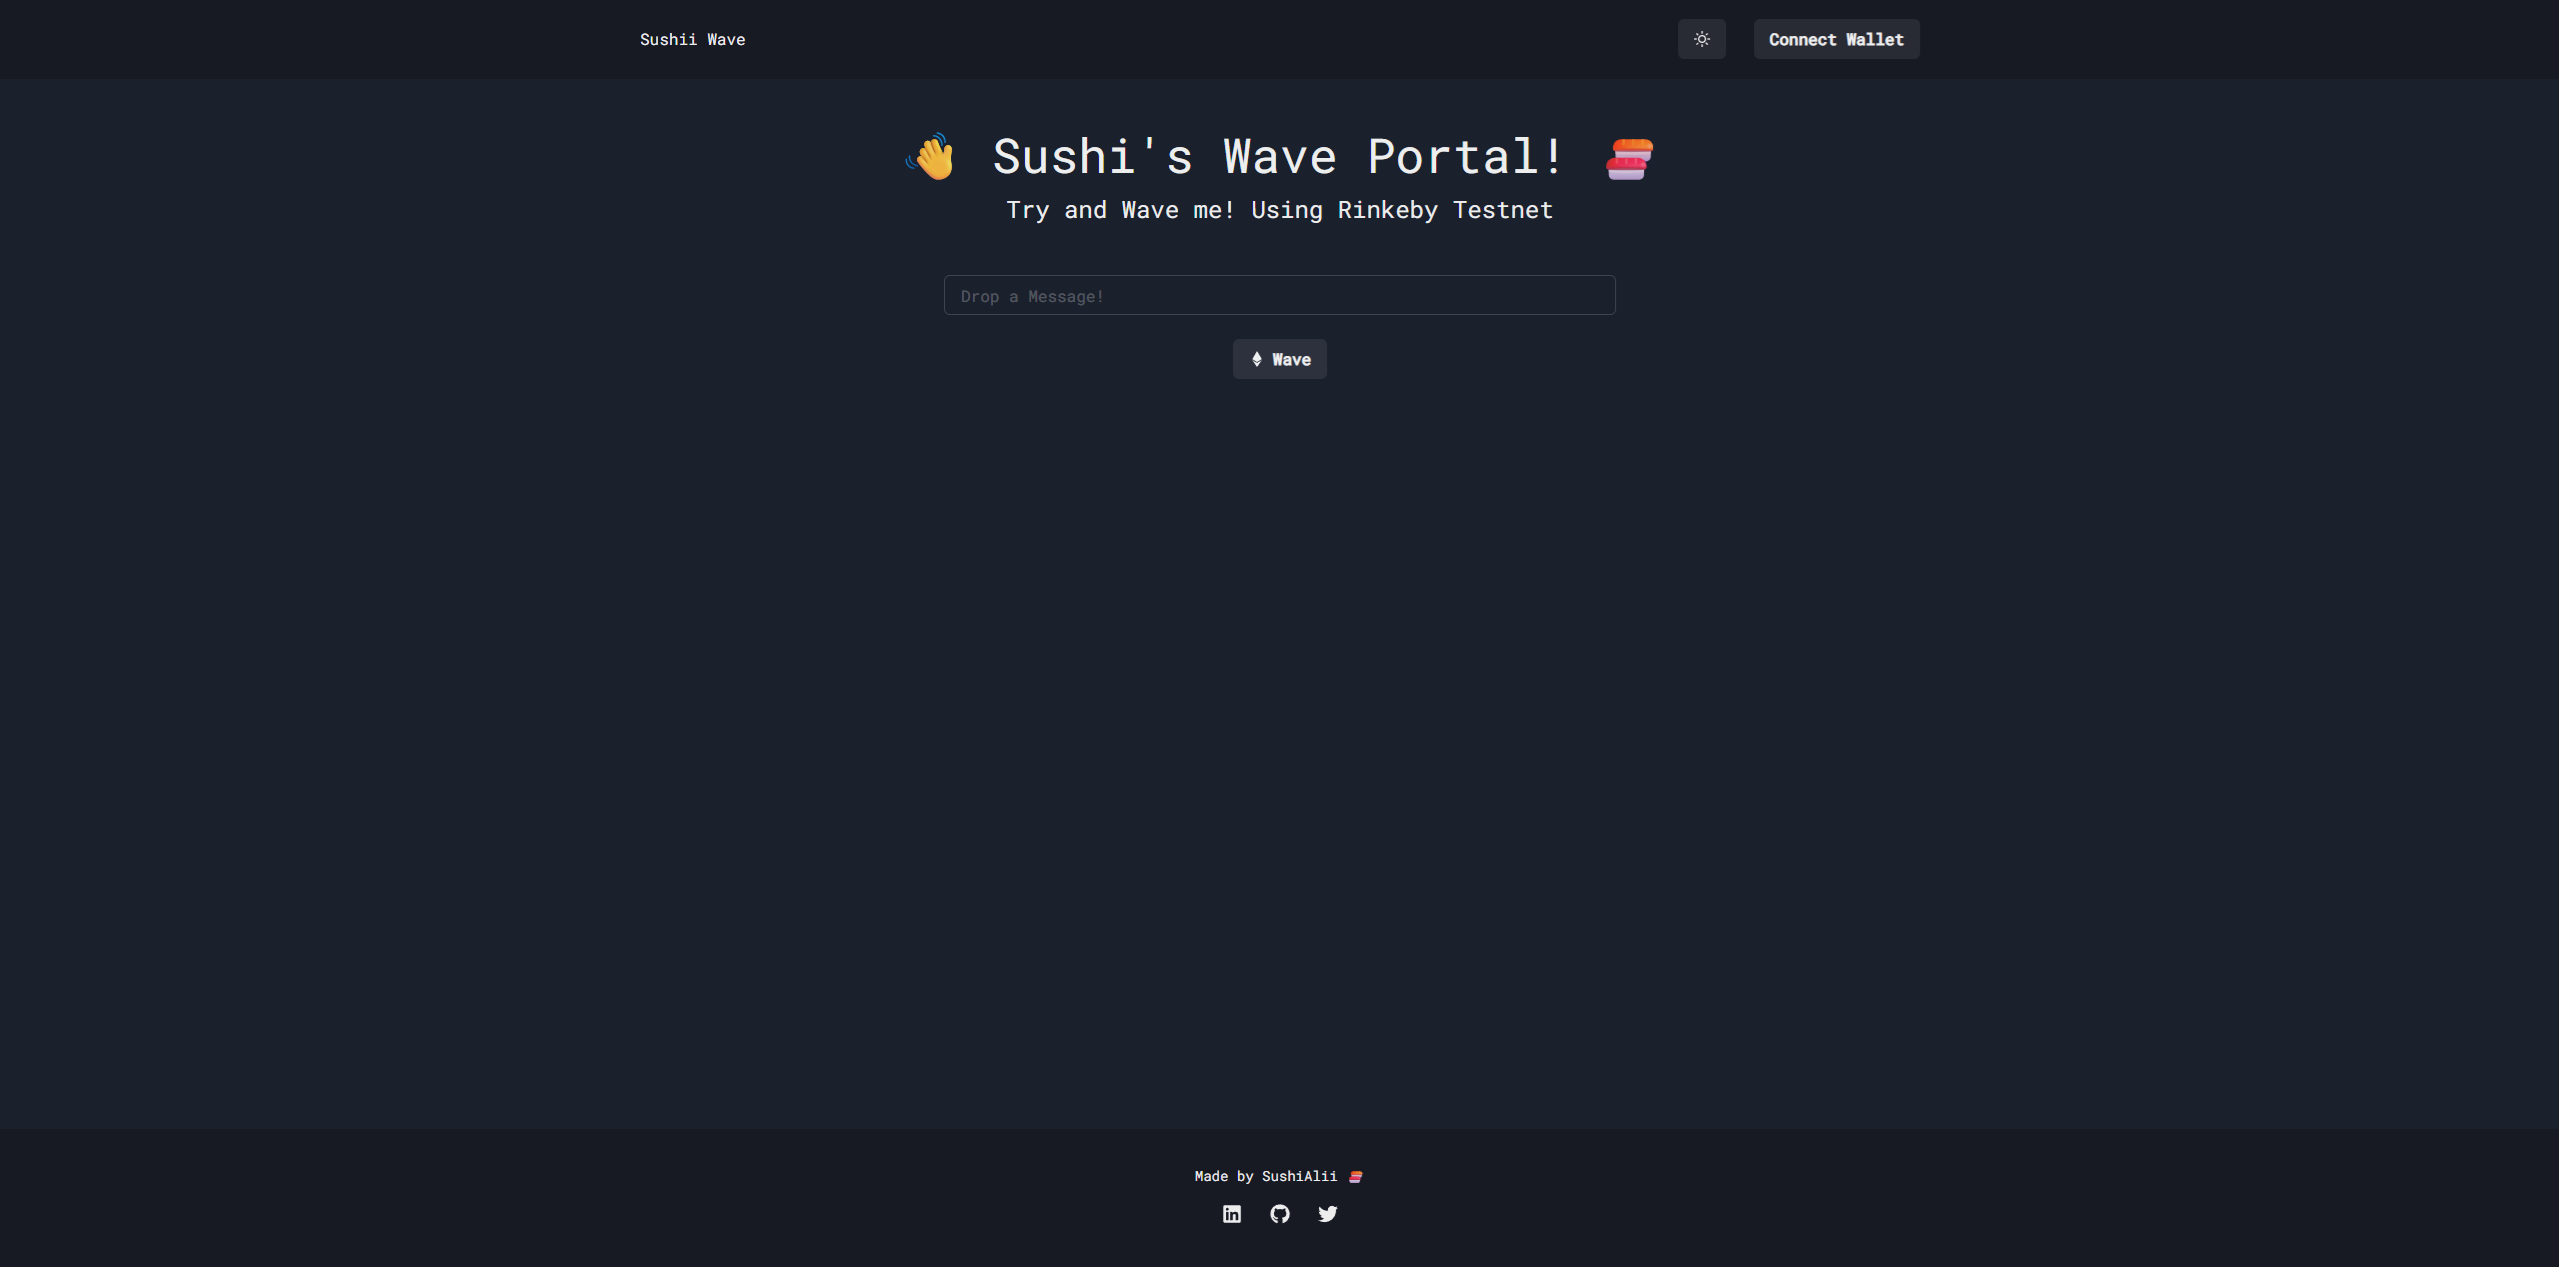 Sushii Wave
Connect Wallet
👋 Sushi's Wave Portal! 🍣
Try and Wave me! Using Rinkeby Testnet
Drop a Message!
Wave
Made by SushiAlii 🍣